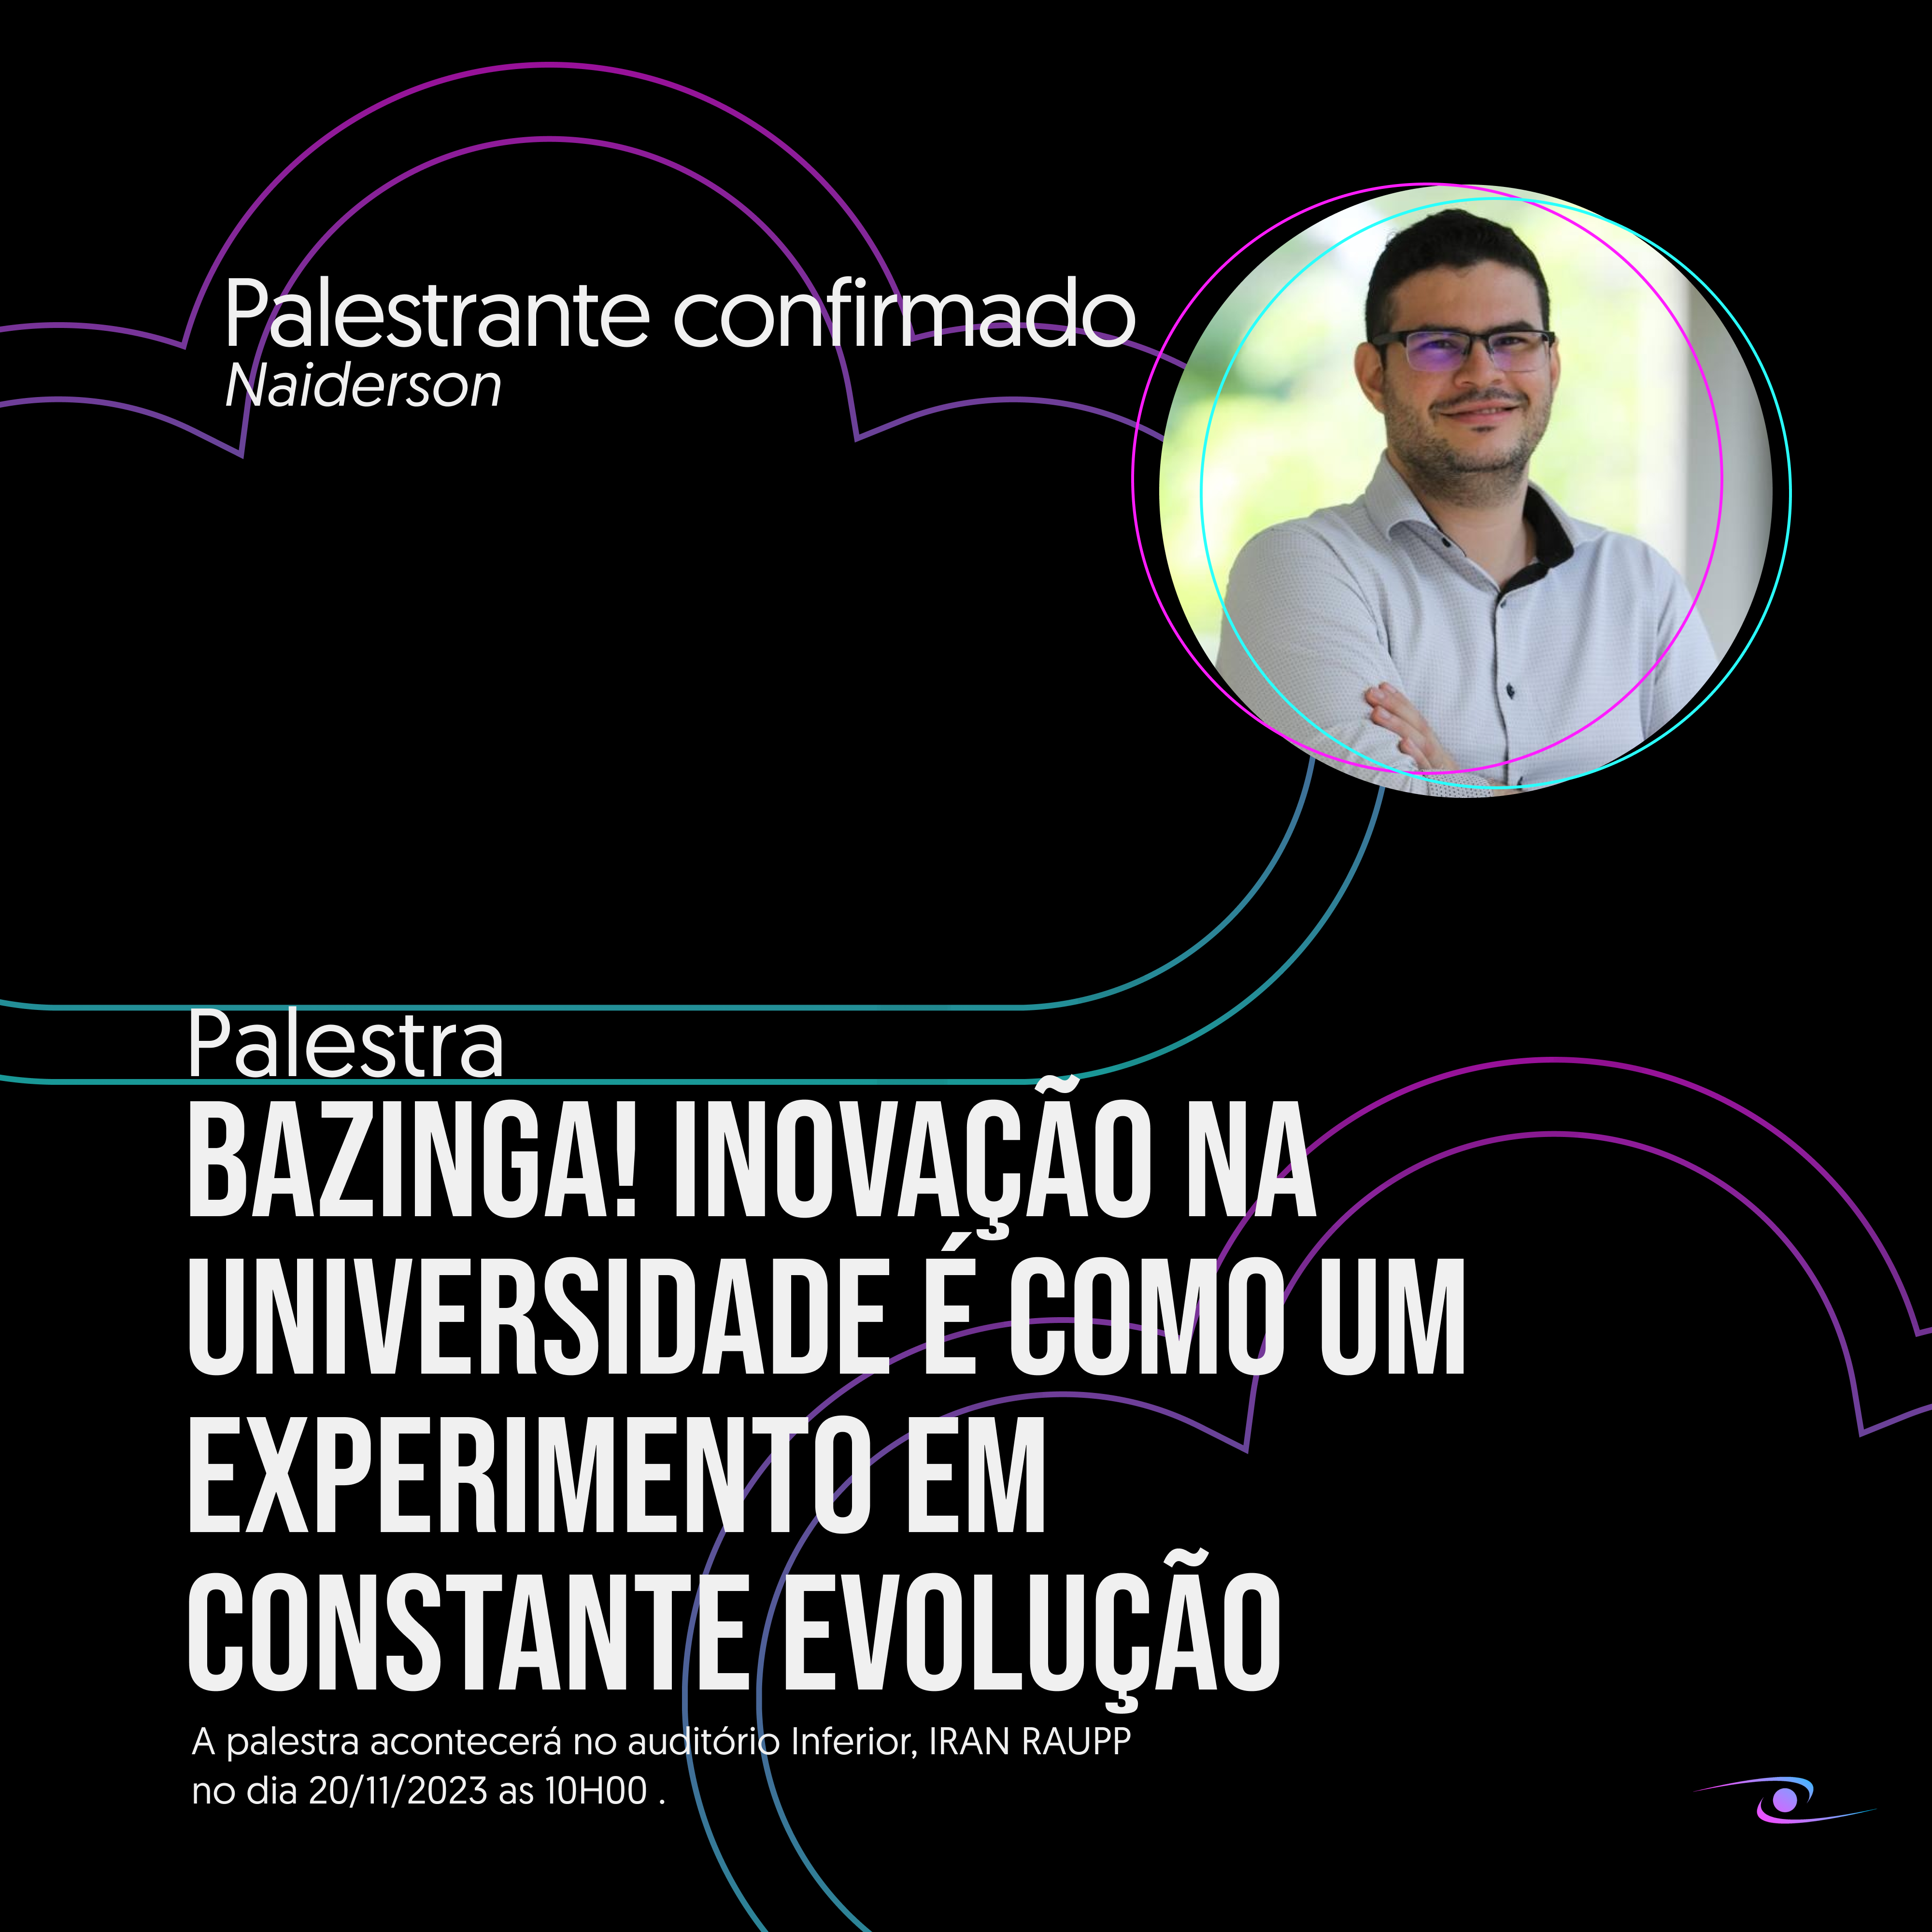 Palestrante confirmado
Naiderson
Palestra
BAZINGA! INOVAÇÃO NA
UNIVERSIDADE É COMO UM
EXPERIMENTO EM
CONSTANTE EVOLUÇÃO
A palestra acontecerá no auditório Inferior, IRAN RAUPP
no dia 20/11/2023 as 10H00 .